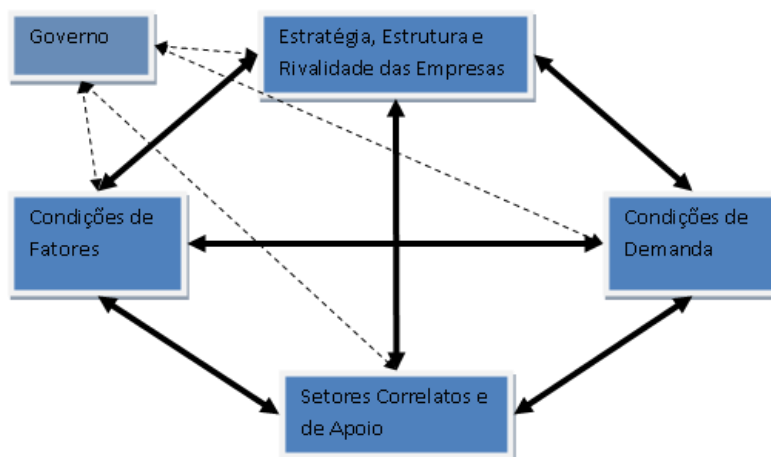 Governo
Estratégia, Estrutura e
Rivalidade das Empresas
Condições de
Fatores
Condições de
Demanda
Setores Correlatos e
de Apoio